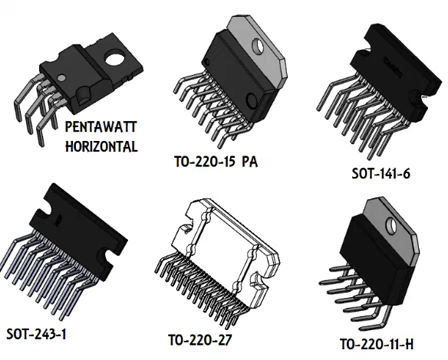 PENTAWATT
HORIZONTAL
TO-220-15 PA
SOT-141-6
SOT-243-1
TO-220-27
TO-220-11-H